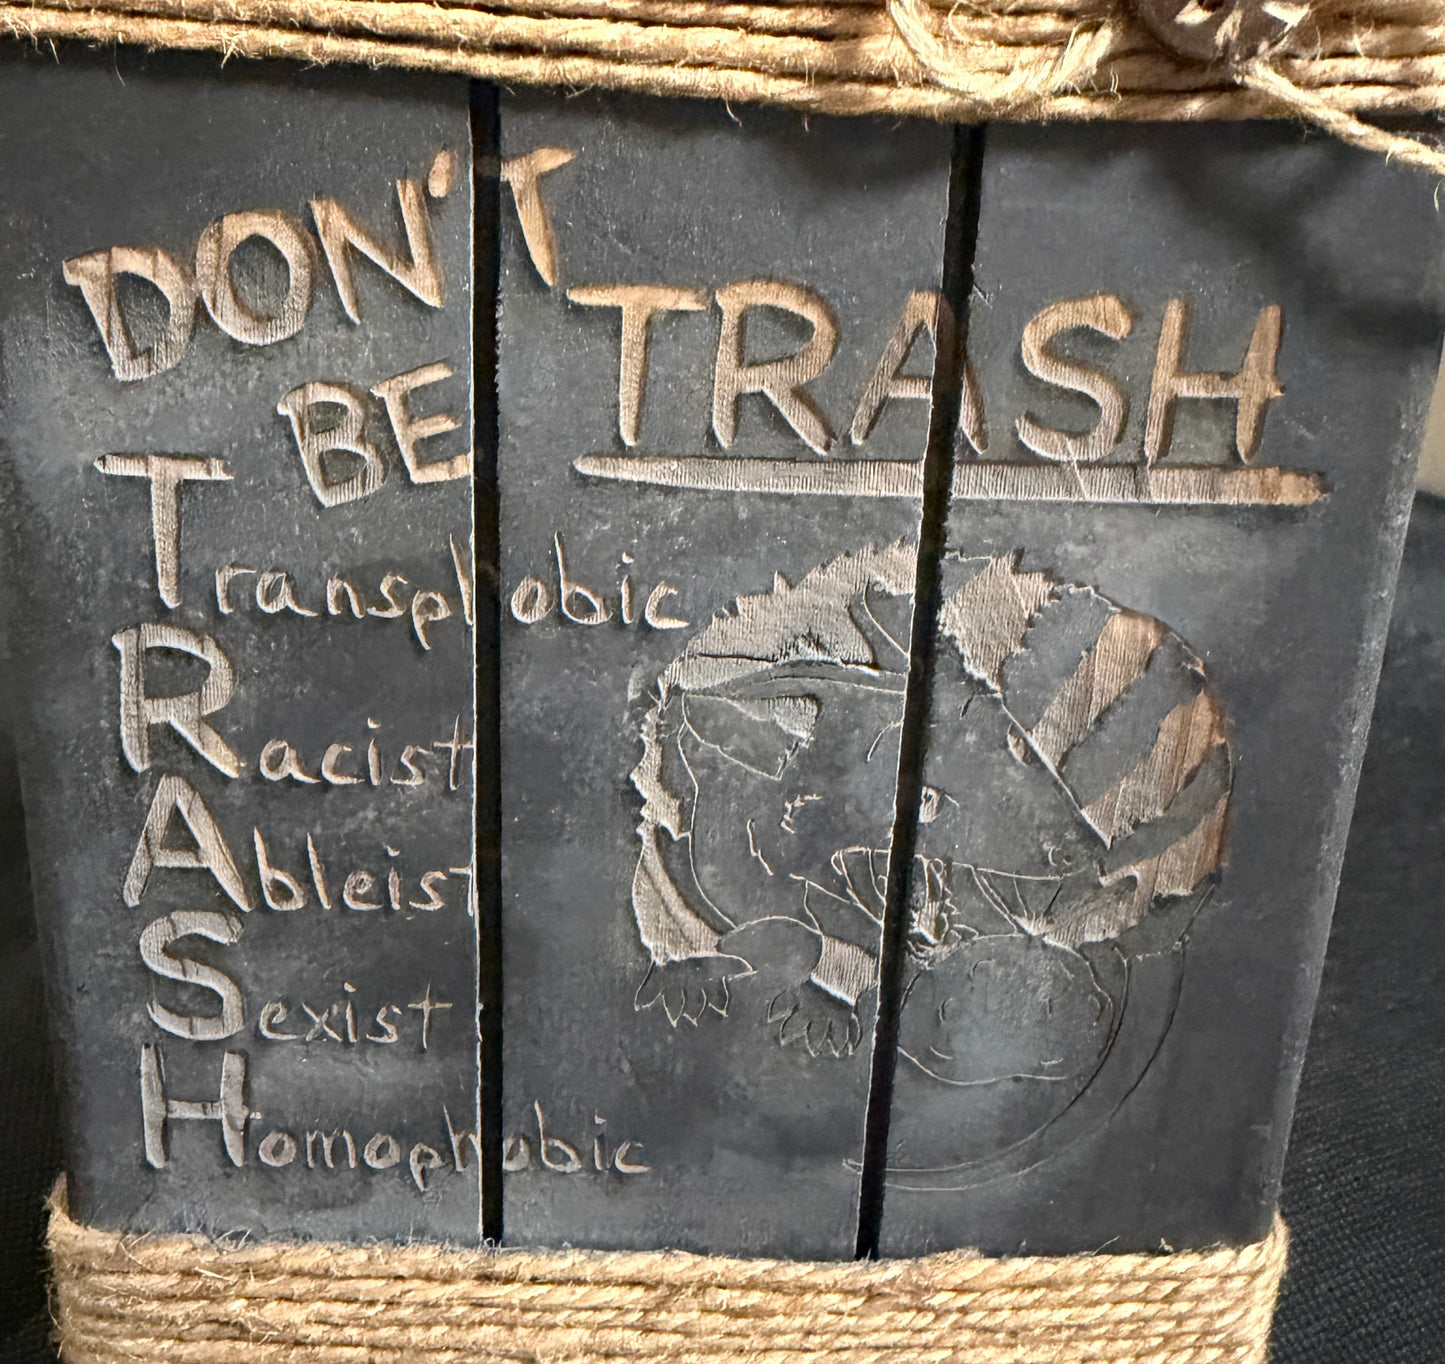 DON'T
BE TRASH
Transphobic
Racist
Ableist
Sexist
Homophobic